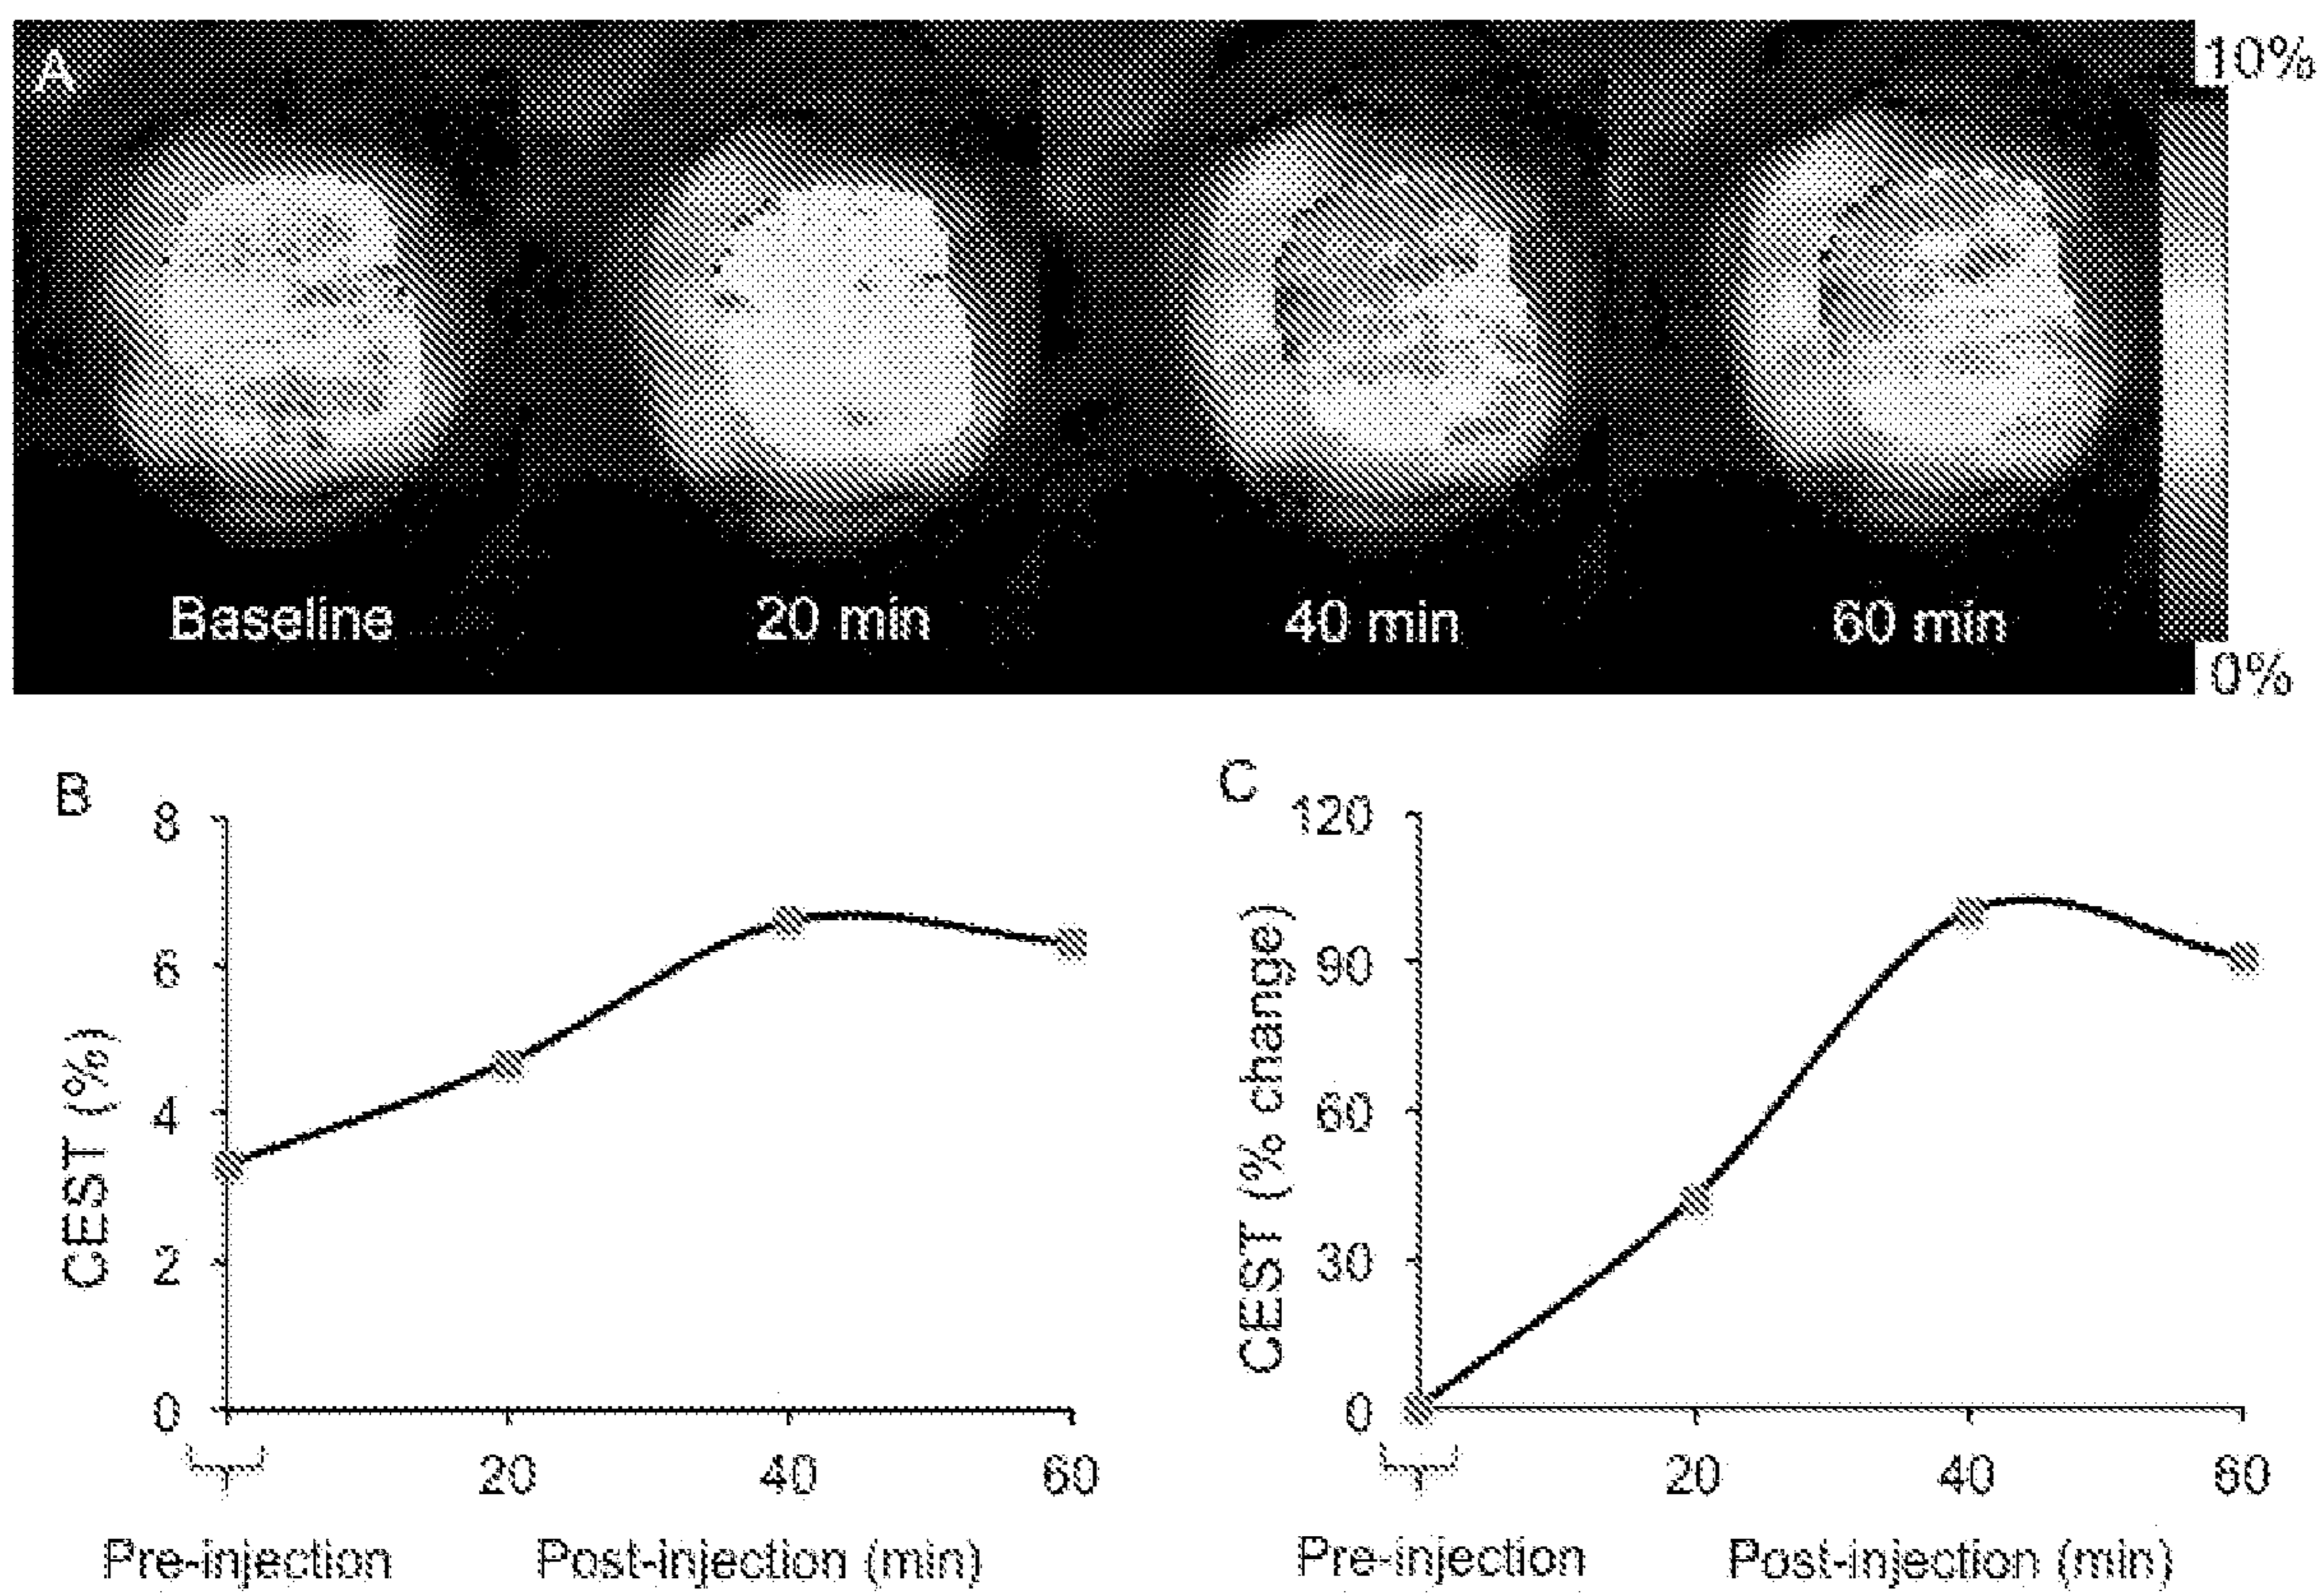 A
10%
Baseline
20 min
40 min
60 min
0%
B
8
6
4
2
0
CEST (%)
20
40
60
Pre-injection
Post-injection (min)
C
120
90
60
30
0
CEST (% change)
20
40
60
Pre-injection
Post-injection (min)